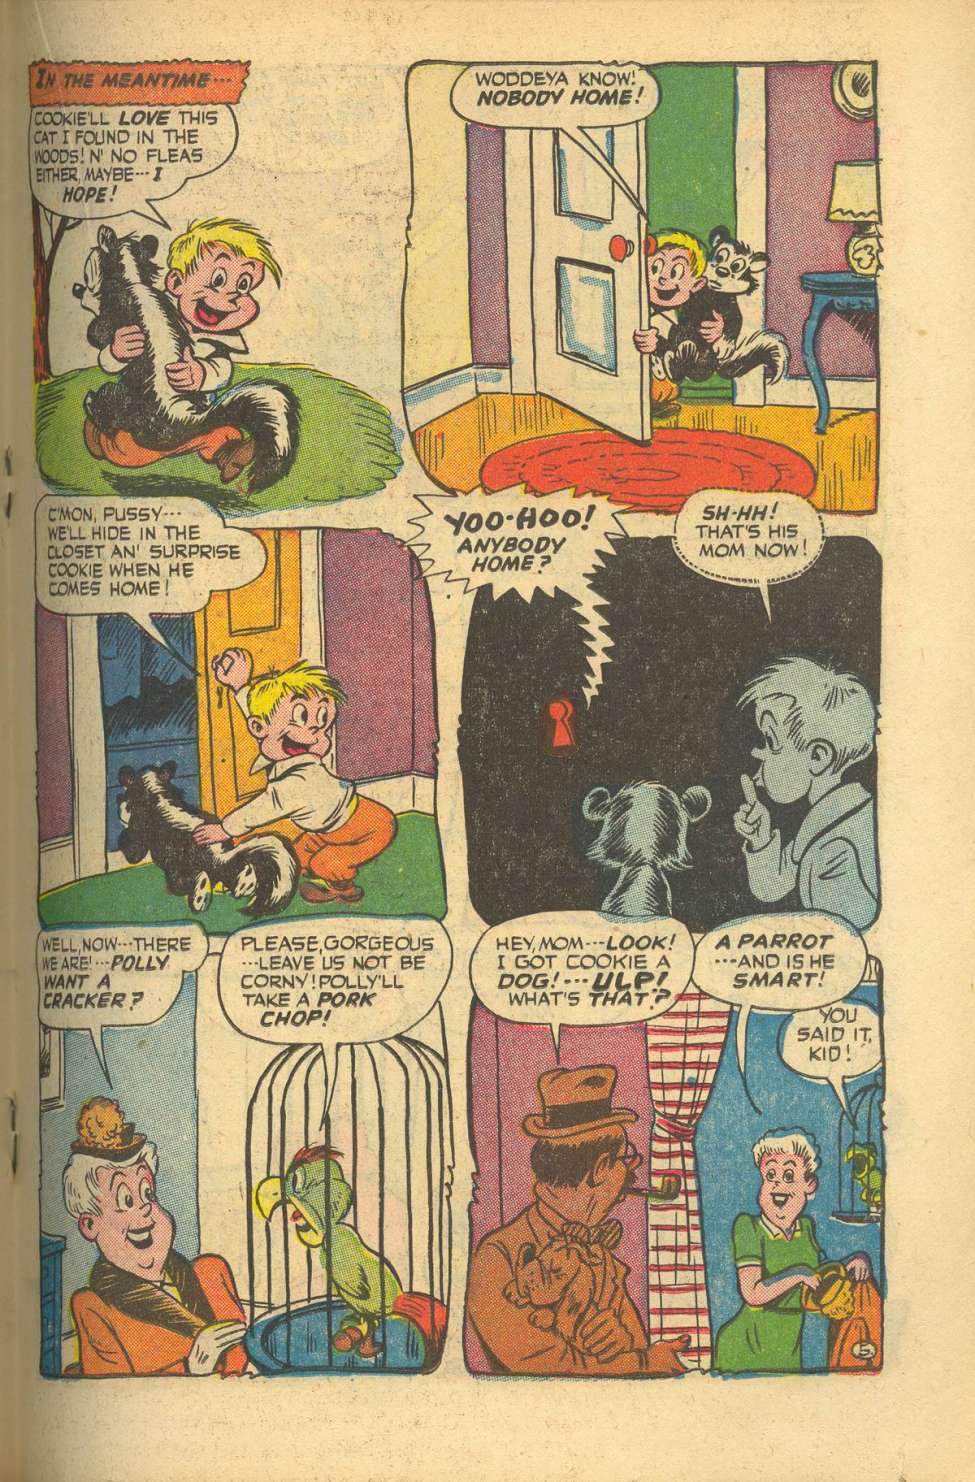 IN THE MEANTIME---
COOKIE'LL LOVE THIS
CAT I FOUND IN THE
WOODS! N' NO FLEAS
EITHER, MAYBE--- I
HOPE!
WODDEYA KNOW!
NOBODY HOME!
C'MON, PUSSY---
WE'LL HIDE IN THE
CLOSET AN' SURPRISE
COOKIE WHEN HE
COMES HOME!
YOO-HOO!
ANYBODY
HOME?
SH-HH!
THAT'S HIS
MOM NOW!
WELL, NOW---THERE
WE ARE!---POLLY
WANT A
CRACKER?
PLEASE, GORGEOUS
---LEAVE US NOT BE
CORNY! POLLY'LL
TAKE A PORK
CHOP!
HEY, MOM---LOOK!
I GOT COOKIE A
DOG!---ULP!
WHAT'S THAT?
A PARROT
---AND IS HE
SMART!
YOU
SAID IT,
KID!
5.